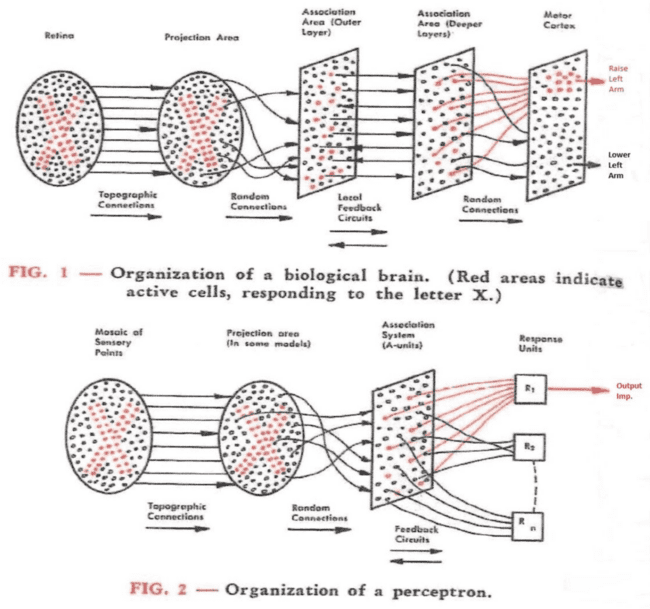 Retina
Projection Area
Association
Area (Outer
Layer)
Association
Area (Deeper
Layers)
Motor
Cortex
Raise
Left
Arm
Lower
Left
Arm
Topographic
Connections
Random
Connections
Local
Feedback
Circuits
Random
Connections
FIG. 1 — Organization of a biological brain. (Red areas indicate
active cells, responding to the letter X.)
Mosaic of
Sensory
Points
Projection area
(In some models)
Association
System
(A-units)
Response
Units
R1
Output
Imp.
R2
R n
Topographic
Connections
Random
Connections
Feedback
Circuits
FIG. 2 — Organization of a perceptron.